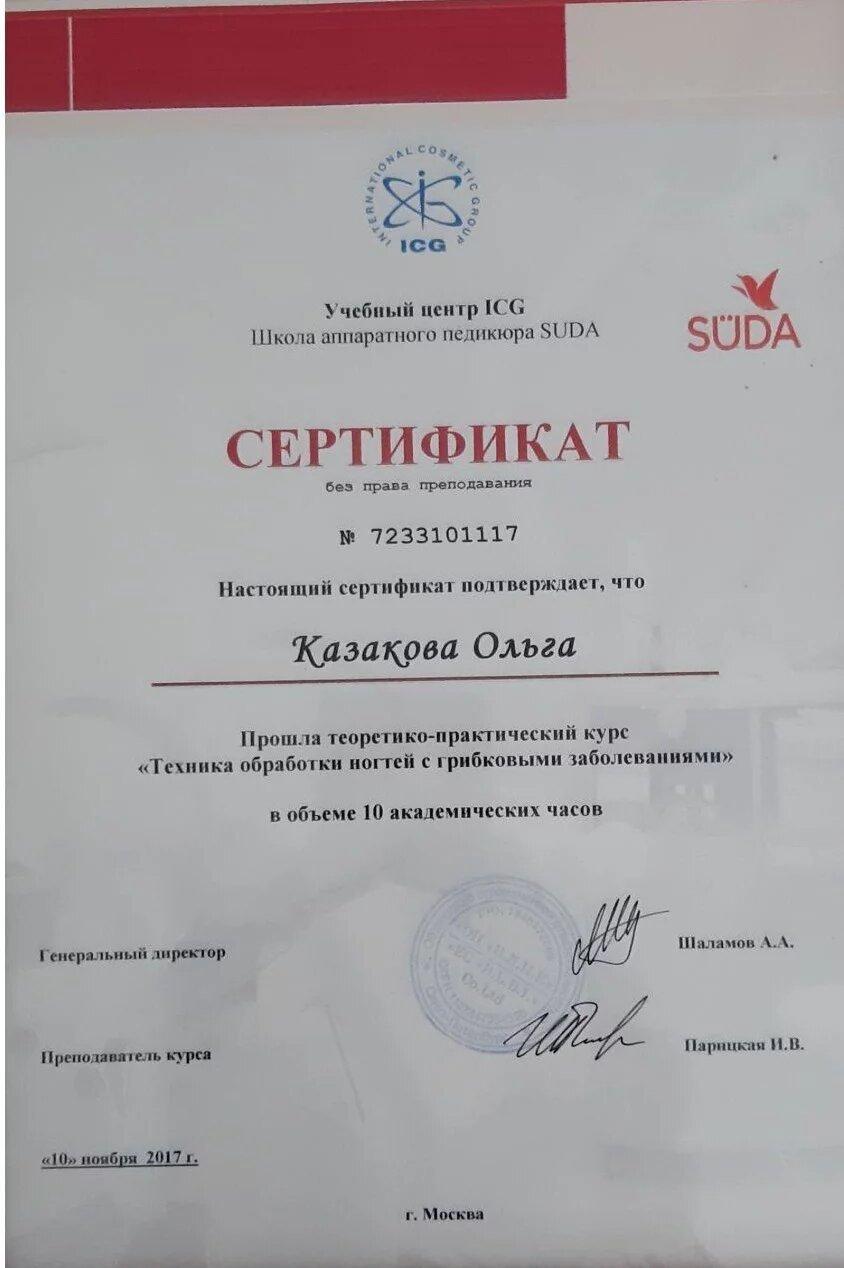 INTERNATIONAL COSMETIC GROUP
ICG
Учебный центр ICG
Школа аппаратного педикюра SUDA
SÜDA
СЕРТИФИКАТ
без права преподавания
№ 7233101117
Настоящий сертификат подтверждает, что
Казакова Ольга
Прошла теоретико-практический курс
«Техника обработки ногтей с грибковыми заболеваниями»
в объеме 10 академических часов
Co.Ltd
Генеральный директор
Шаламов А.А.
Преподаватель курса
Парицкая И.В.
«10» ноября 2017 г.
г. Москва